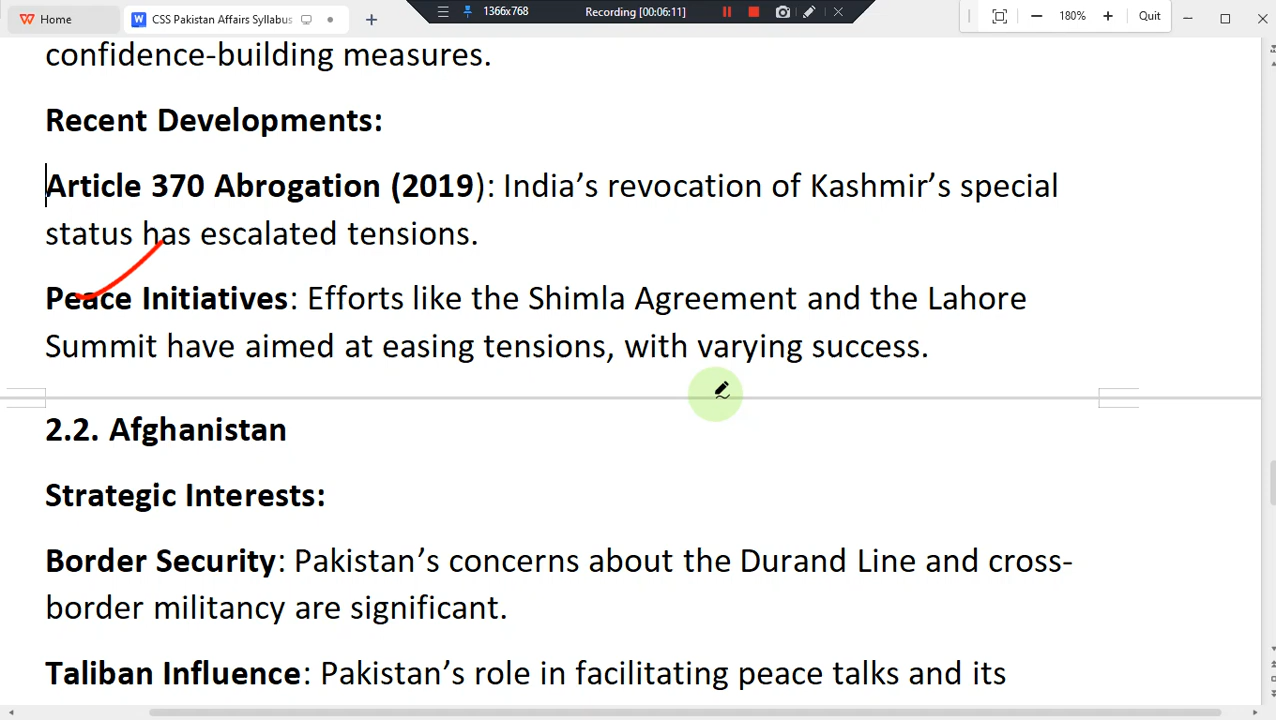 Home
CSS Pakistan Affairs Syllabus
1366x768
Recording [00:06:11]
180%
Quit
confidence-building measures.
Recent Developments:
Article 370 Abrogation (2019): India’s revocation of Kashmir’s special
status has escalated tensions.
Peace Initiatives: Efforts like the Shimla Agreement and the Lahore
Summit have aimed at easing tensions, with varying success.
2.2. Afghanistan
Strategic Interests:
Border Security: Pakistan’s concerns about the Durand Line and cross-
border militancy are significant.
Taliban Influence: Pakistan’s role in facilitating peace talks and its